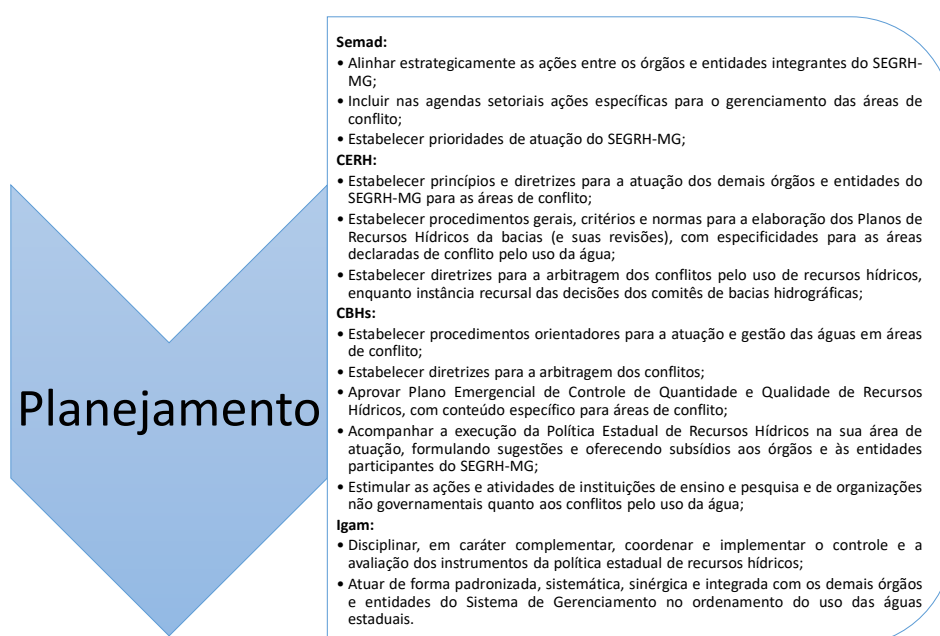 Semad:
• Alinhar estrategicamente as ações entre os órgãos e entidades integrantes do SEGRH-
MG;
• Incluir nas agendas setoriais ações específicas para o gerenciamento das áreas de
conflito;
• Estabelecer prioridades de atuação do SEGRH-MG;
CERH:
• Estabelecer princípios e diretrizes para a atuação dos demais órgãos e entidades do
SEGRH-MG para as áreas de conflito;
• Estabelecer procedimentos gerais, critérios e normas para a elaboração dos Planos de
Recursos Hídricos da bacias (e suas revisões), com especificidades para as áreas
declaradas de conflito pelo uso da água;
• Estabelecer diretrizes para a arbitragem dos conflitos pelo uso de recursos hídricos,
enquanto instância recursal das decisões dos comitês de bacias hidrográficas;
CBHs:
• Estabelecer procedimentos orientadores para a atuação e gestão das águas em áreas
de conflito;
• Estabelecer diretrizes para a arbitragem dos conflitos;
• Aprovar Plano Emergencial de Controle de Quantidade e Qualidade de Recursos
Hídricos, com conteúdo específico para áreas de conflito;
• Acompanhar a execução da Política Estadual de Recursos Hídricos na sua área de
atuação, formulando sugestões e oferecendo subsídios aos órgãos e às entidades
participantes do SEGRH-MG;
• Estimular as ações e atividades de instituições de ensino e pesquisa e de organizações
não governamentais quanto aos conflitos pelo uso da água;
Igam:
• Disciplinar, em caráter complementar, coordenar e implementar o controle e a
avaliação dos instrumentos da política estadual de recursos hídricos;
• Atuar de forma padronizada, sistemática, sinérgica e integrada com os demais órgãos
e entidades do Sistema de Gerenciamento no ordenamento do uso das águas
estaduais.
Planejamento